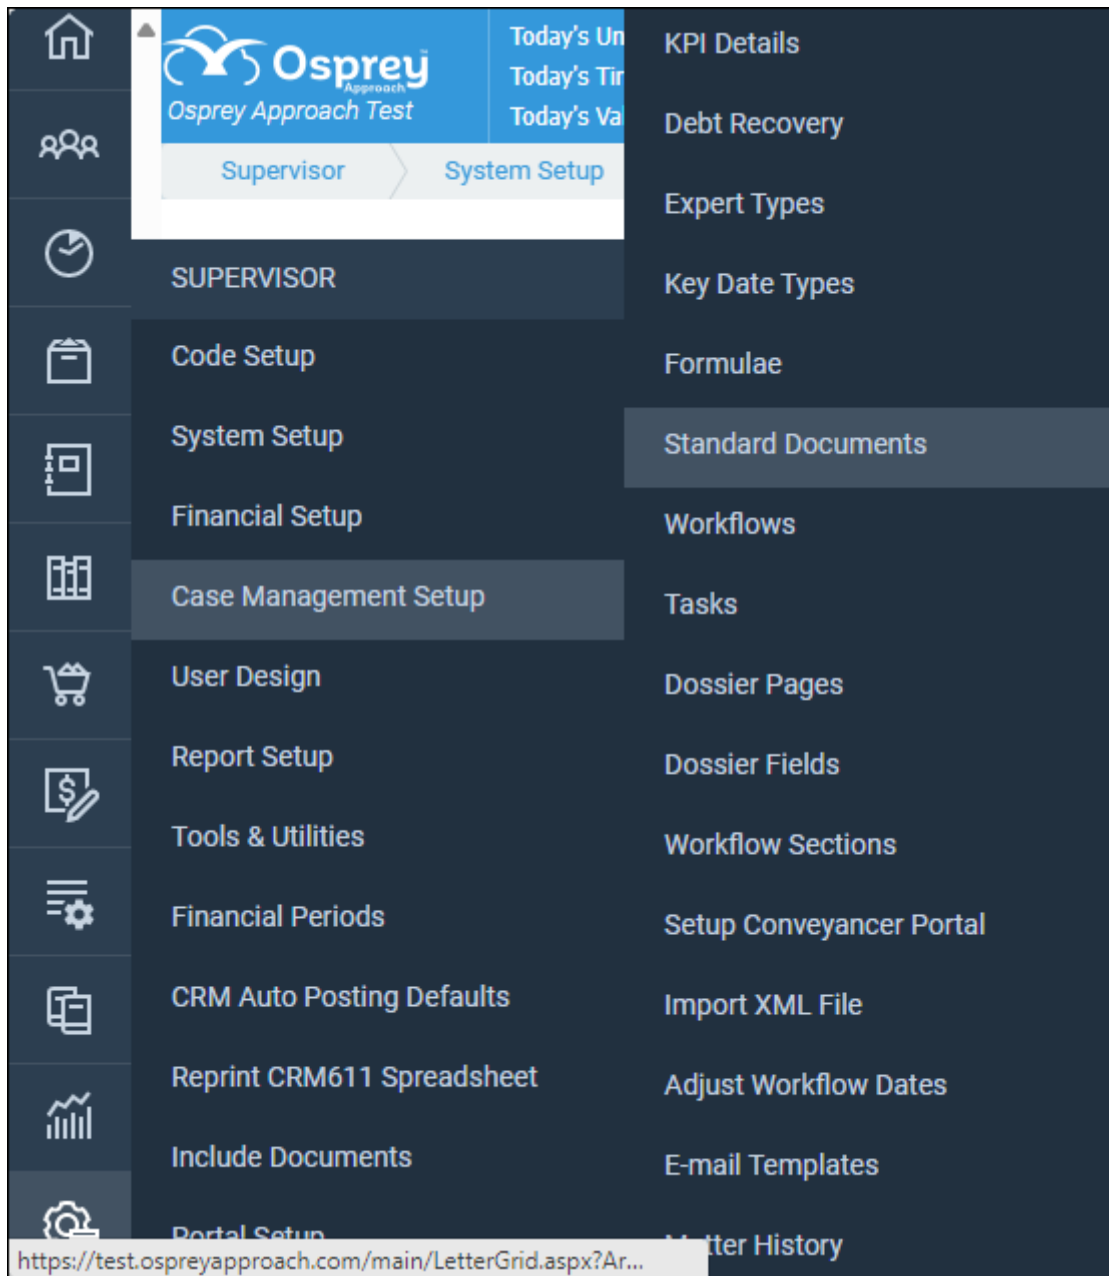 Osprey
Approach
Osprey Approach Test
Today's Un
Today's Tir
Today's Va
Supervisor
System Setup
SUPERVISOR
Code Setup
System Setup
Financial Setup
Case Management Setup
User Design
Report Setup
Tools & Utilities
Financial Periods
CRM Auto Posting Defaults
Reprint CRM611 Spreadsheet
Include Documents
Portal Setup
KPI Details
Debt Recovery
Expert Types
Key Date Types
Formulae
Standard Documents
Workflows
Tasks
Dossier Pages
Dossier Fields
Workflow Sections
Setup Conveyancer Portal
Import XML File
Adjust Workflow Dates
E-mail Templates
Matter History
https://test.ospreyapproach.com/main/LetterGrid.aspx?Ar...